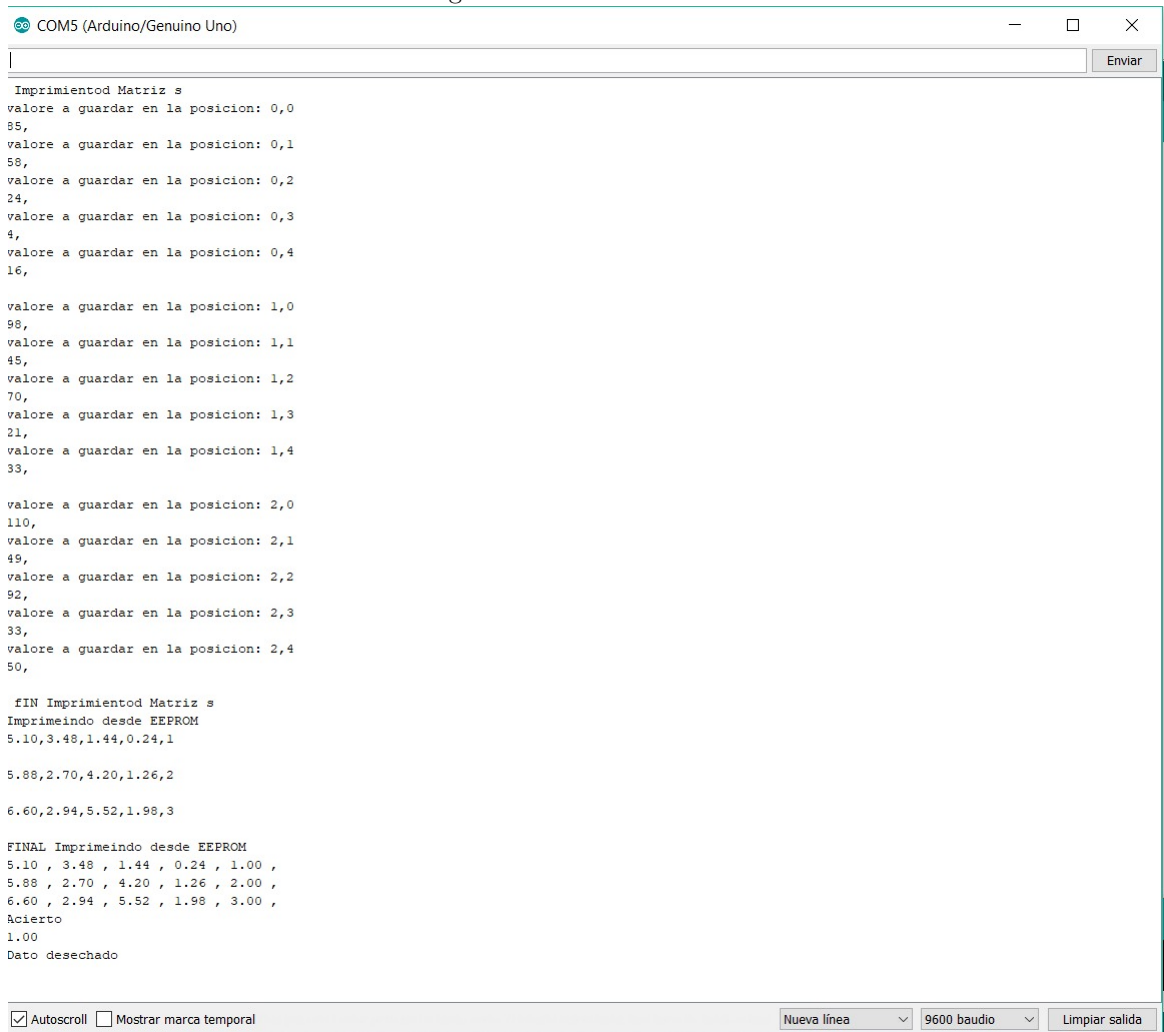 COM5 (Arduino/Genuino Uno)
Enviar
Imprimientod Matriz s
valore a guardar en la posicion: 0,0
85,
valore a guardar en la posicion: 0,1
58,
valore a guardar en la posicion: 0,2
24,
valore a guardar en la posicion: 0,3
4,
valore a guardar en la posicion: 0,4
16,
valore a guardar en la posicion: 1,0
98,
valore a guardar en la posicion: 1,1
45,
valore a guardar en la posicion: 1,2
70,
valore a guardar en la posicion: 1,3
21,
valore a guardar en la posicion: 1,4
33,
valore a guardar en la posicion: 2,0
110,
valore a guardar en la posicion: 2,1
49,
valore a guardar en la posicion: 2,2
92,
valore a guardar en la posicion: 2,3
33,
valore a guardar en la posicion: 2,4
50,
fIN Imprimientod Matriz s
Imprimeindo desde EEPROM
5.10,3.48,1.44,0.24,1
5.88,2.70,4.20,1.26,2
6.60,2.94,5.52,1.98,3
FINAL Imprimeindo desde EEPROM
5.10 , 3.48 , 1.44 , 0.24 , 1.00 ,
5.88 , 2.70 , 4.20 , 1.26 , 2.00 ,
6.60 , 2.94 , 5.52 , 1.98 , 3.00 ,
Acierto
1.00
Dato desechado
Autoscroll Mostrar marca temporal Nueva línea 9600 baudio Limpiar salida